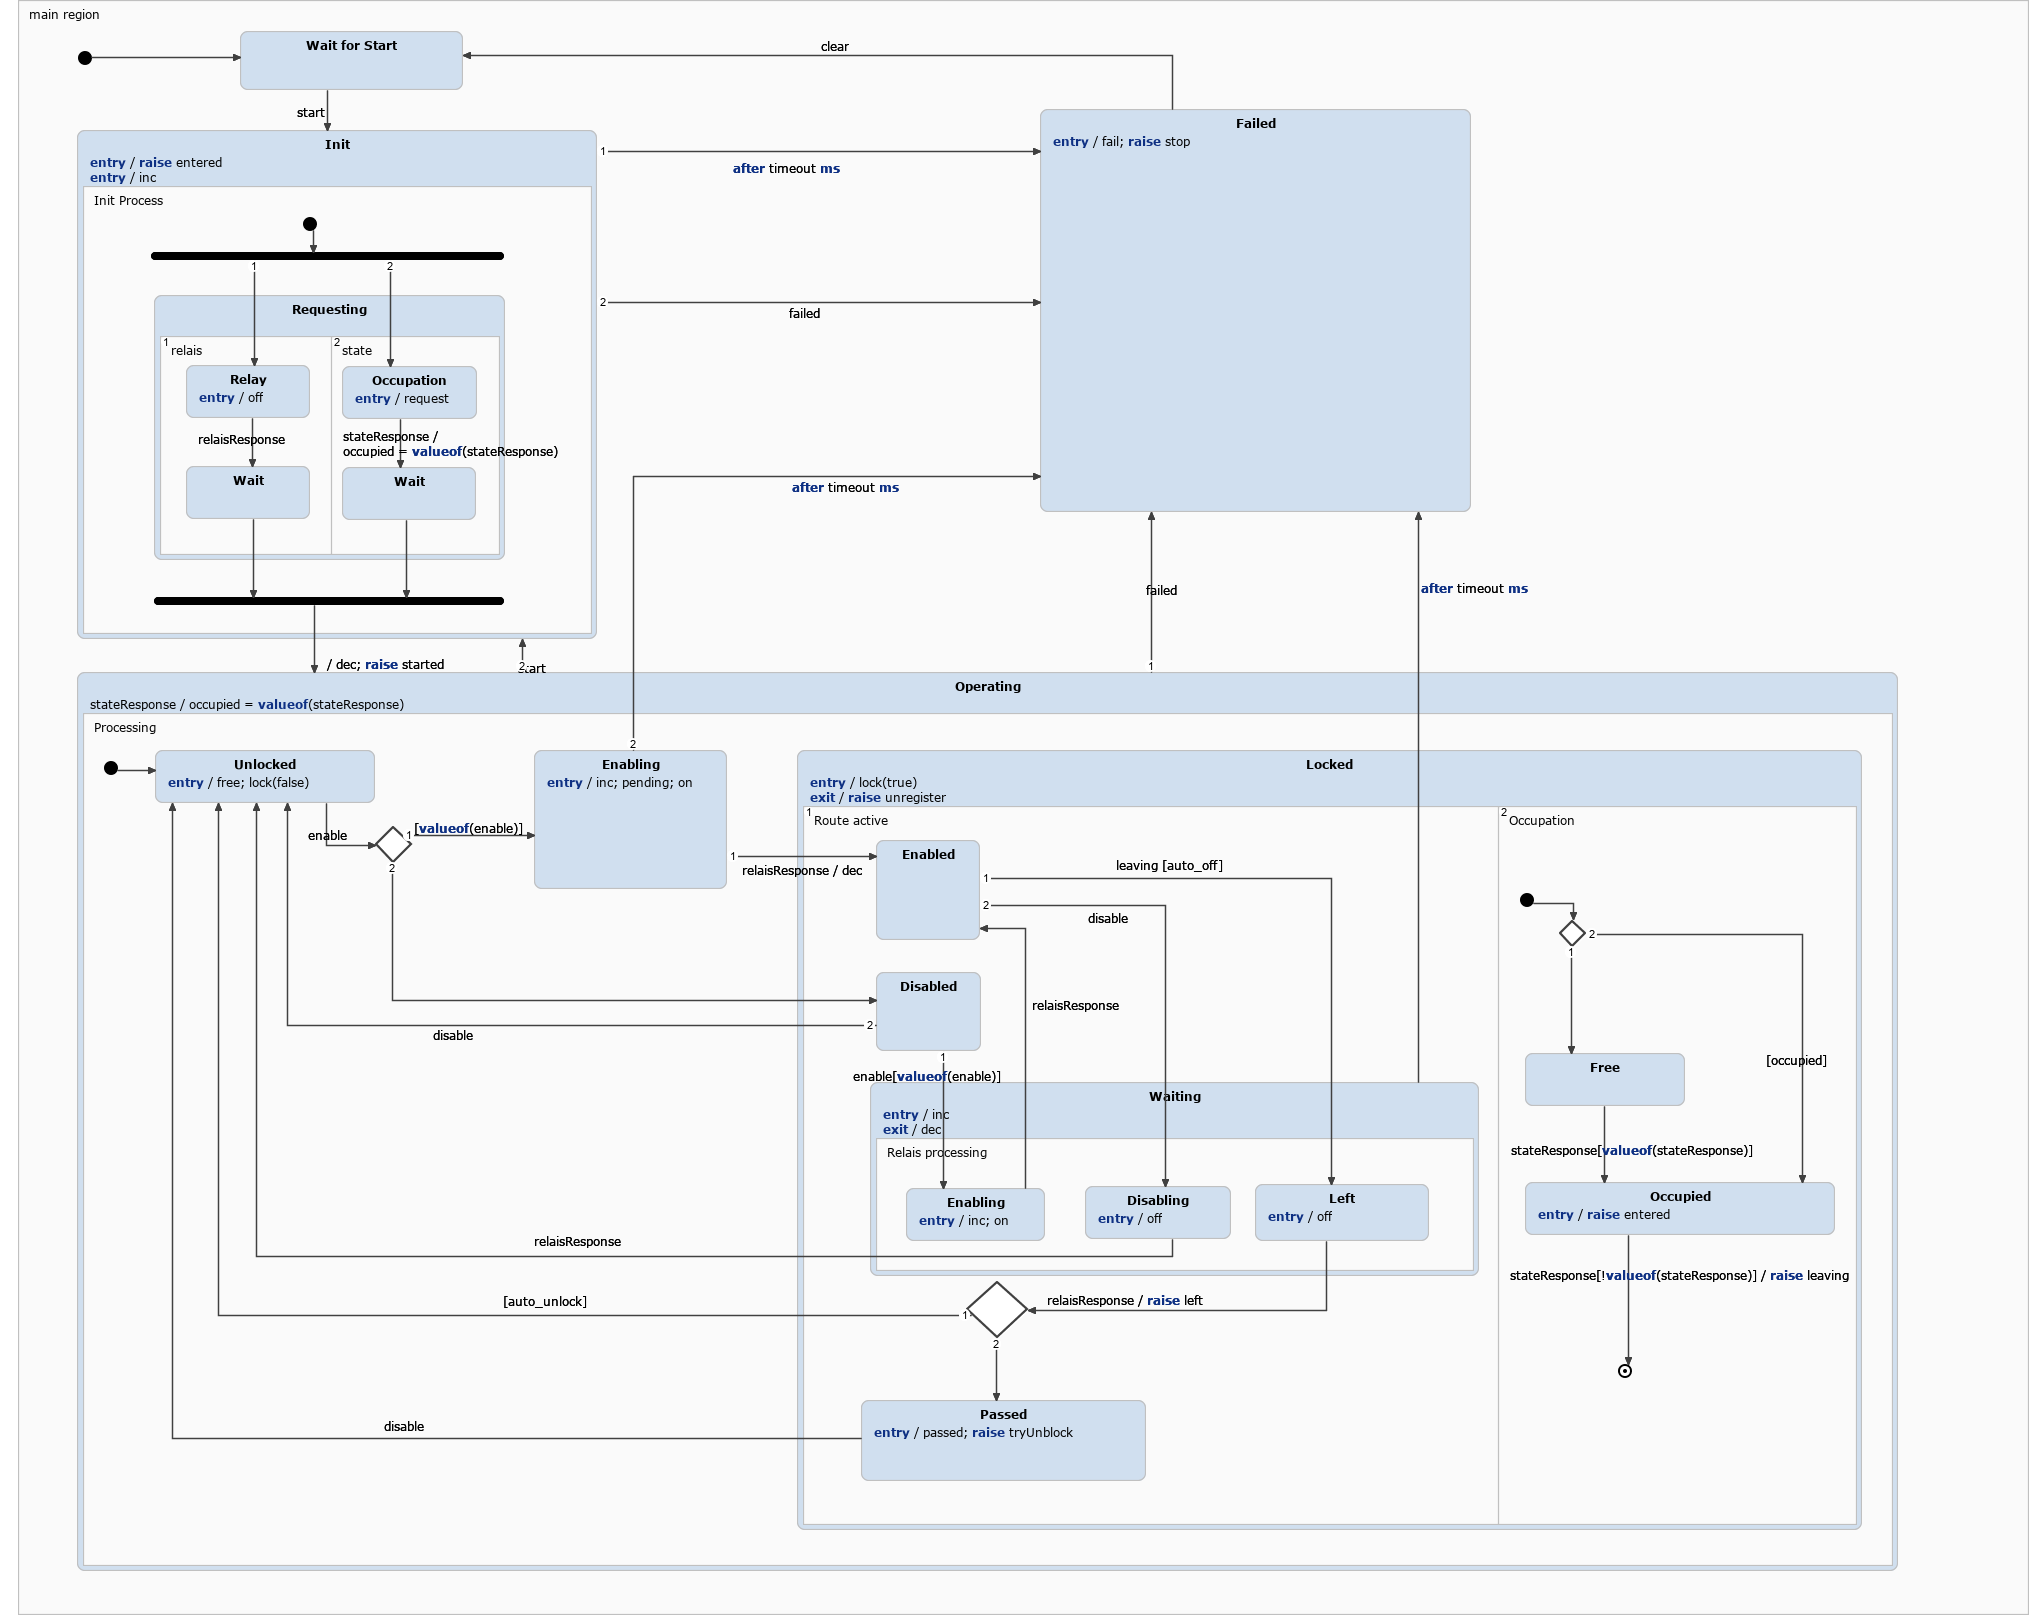 main region
Wait for Start
clear
start
Failed
entry / fail; raise stop
Init
entry / raise entered
entry / inc
1
after timeout ms
Init Process
1
2
2
failed
Requesting
1
relais
2
state
Relay
entry / off
Occupation
entry / request
relaisResponse
stateResponse /
occupied = valueof(stateResponse)
Wait
Wait
after timeout ms
failed
after timeout ms
/ dec; raise started
2
1
Operating
stateResponse / occupied = valueof(stateResponse)
Processing
2
Unlocked
entry / free; lock(false)
Enabling
entry / inc; pending; on
Locked
entry / lock(true)
exit / raise unregister
1
Route active
2
Occupation
enable
1
[valueof(enable)]
2
1
relaisResponse / dec
Enabled
1
leaving [auto_off]
2
disable
2
1
Disabled
relaisResponse
2
disable
1
enable[valueof(enable)]
[occupied]
Free
Waiting
entry / inc
exit / dec
Relais processing
stateResponse[valueof(stateResponse)]
Enabling
entry / inc; on
Disabling
entry / off
Left
entry / off
Occupied
entry / raise entered
relaisResponse
stateResponse[!valueof(stateResponse)] / raise leaving
[auto_unlock]
1
relaisResponse / raise left
2
Passed
entry / passed; raise tryUnblock
disable